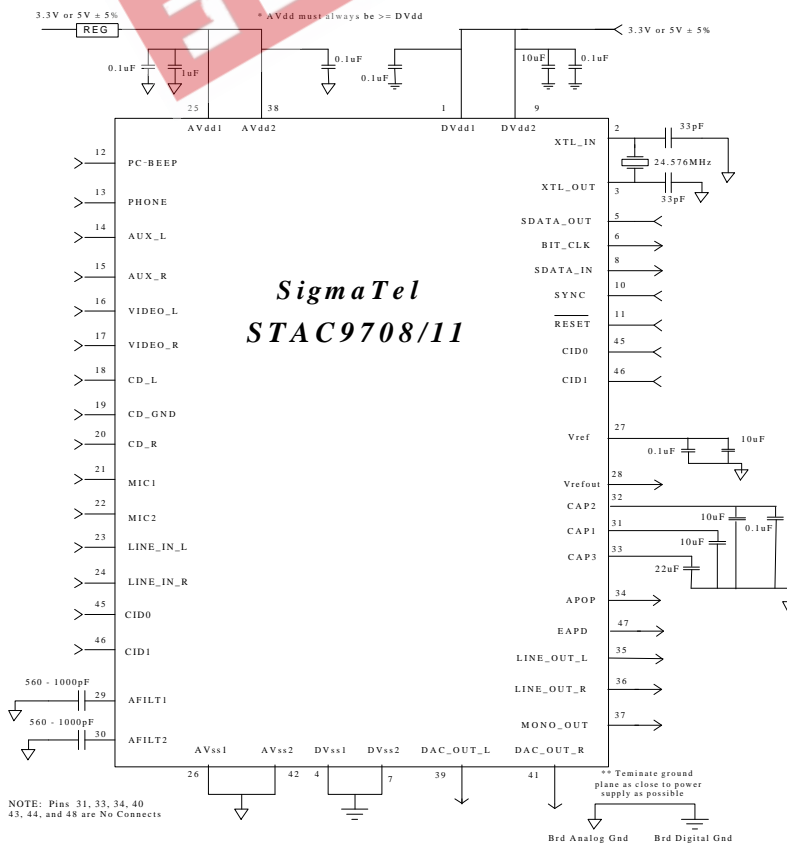 3.3V or 5V ± 5%
REG
* AVdd must always be >= DVdd
3.3V or 5V ± 5%
0.1uF
1uF
0.1uF
0.1uF
10uF
0.1uF
25
38
1
9
AVdd1
AVdd2
DVdd1
DVdd2
12
PC-BEEP
13
PHONE
14
AUX_L
15
AUX_R
16
VIDEO_L
17
VIDEO_R
18
CD_L
19
CD_GND
20
CD_R
21
MIC1
22
MIC2
23
LINE_IN_L
24
LINE_IN_R
45
CID0
46
CID1
560 - 1000pF
29
AFILT1
560 - 1000pF
30
AFILT2
SigmaTel
STAC9708/11
XTL_IN
2
33pF
24.576MHz
XTL_OUT
3
33pF
SDATA_OUT
5
BIT_CLK
6
SDATA_IN
8
SYNC
10
RESET
11
CID0
45
CID1
46
Vref
27
0.1uF
10uF
Vrefout
28
CAP2
32
10uF
0.1uF
CAP1
31
10uF
CAP3
33
22uF
APOP
34
EAPD
47
LINE_OUT_L
35
LINE_OUT_R
36
MONO_OUT
37
AVss1
AVss2
DVss1
DVss2
DAC_OUT_L
DAC_OUT_R
26
42
4
7
39
41
** Teminate ground
plane as close to power
supply as possible
Brd Analog Gnd
Brd Digital Gnd
NOTE: Pins 31, 33, 34, 40
43, 44, and 48 are No Connects